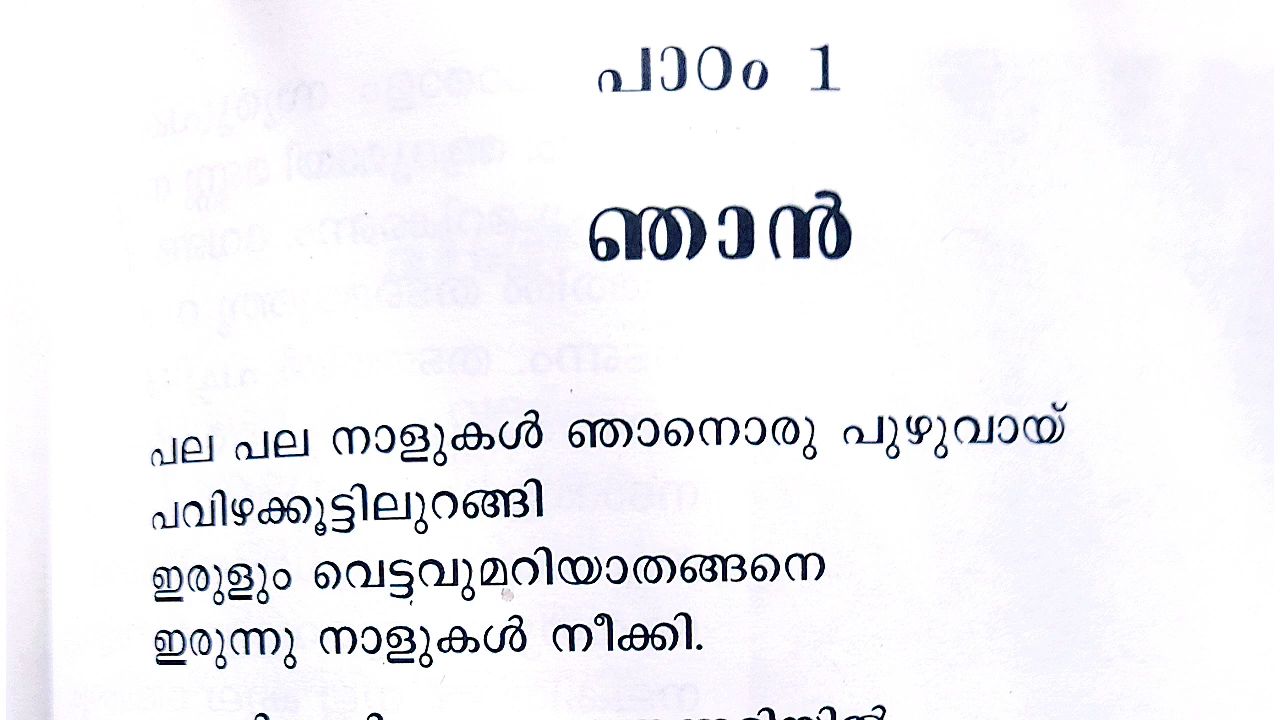 പാഠം 1
ഞാൻ
പല പല നാളുകൾ ഞാനൊരു പുഴുവായ്
പവിഴക്കൂട്ടിലുറങ്ങി
ഇരുളും വെട്ടവുമറിയാതങ്ങനെ
ഇരുന്നു നാളുകൾ നീക്കി.